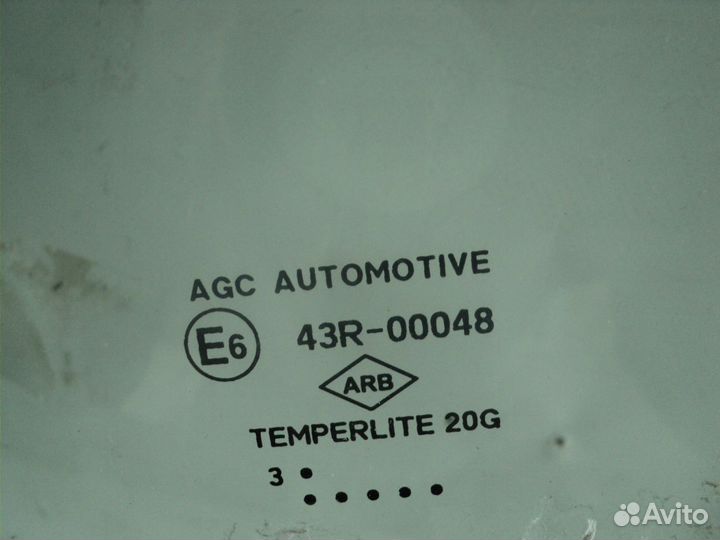 AGC AUTOMOTIVE
E6 43R-00048
ARB
TEMPERLITE 20G
3 •
• • • • •
Avito